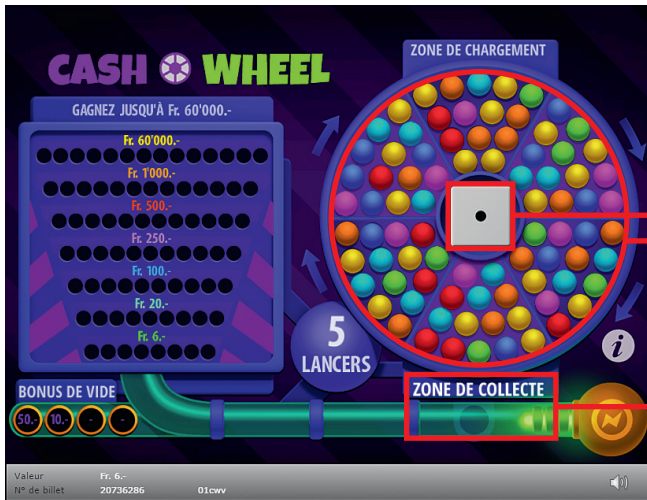 ZONE DE CHARGEMENT
CASH WHEEL
GAGNEZ JUSQU'À Fr. 60'000.-
Fr. 60'000.-
Fr. 1'000.-
Fr. 500.-
Fr. 250.-
Fr. 100.-
Fr. 20.-
Fr. 6.-
5
LANCERS
i
BONUS DE VIDE
ZONE DE COLLECTE
50.- 10.- - -
Valeur Fr. 6.-
N° de billet 20736286 01cwv